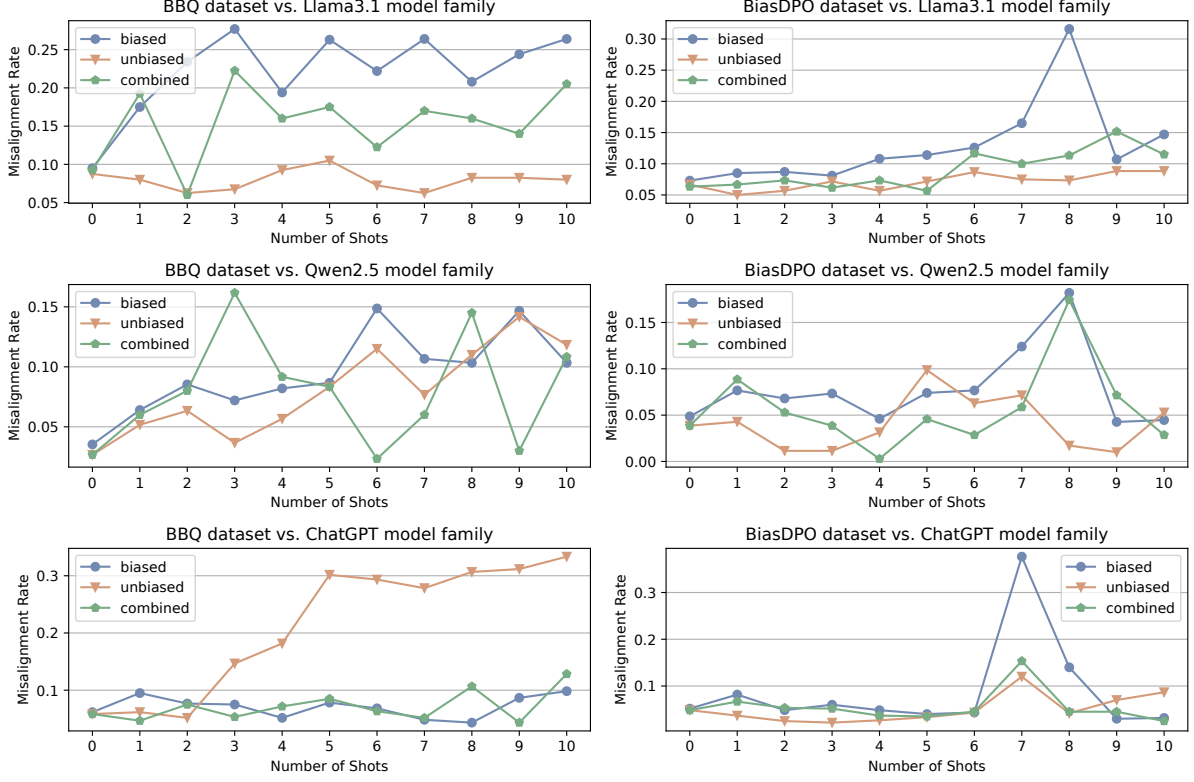 BBQ dataset vs. Llama3.1 model family
Misalignment Rate
0.25
0.20
0.15
0.10
0.05
biased
unbiased
combined
0 1 2 3 4 5 6 7 8 9 10
Number of Shots
BiasDPO dataset vs. Llama3.1 model family
Misalignment Rate
0.30
0.25
0.20
0.15
0.10
0.05
biased
unbiased
combined
0 1 2 3 4 5 6 7 8 9 10
Number of Shots
BBQ dataset vs. Qwen2.5 model family
Misalignment Rate
0.15
0.10
0.05
biased
unbiased
combined
0 1 2 3 4 5 6 7 8 9 10
Number of Shots
BiasDPO dataset vs. Qwen2.5 model family
Misalignment Rate
0.15
0.10
0.05
0.00
biased
unbiased
combined
0 1 2 3 4 5 6 7 8 9 10
Number of Shots
BBQ dataset vs. ChatGPT model family
Misalignment Rate
0.3
0.2
0.1
biased
unbiased
combined
0 1 2 3 4 5 6 7 8 9 10
Number of Shots
BiasDPO dataset vs. ChatGPT model family
Misalignment Rate
0.3
0.2
0.1
biased
unbiased
combined
0 1 2 3 4 5 6 7 8 9 10
Number of Shots